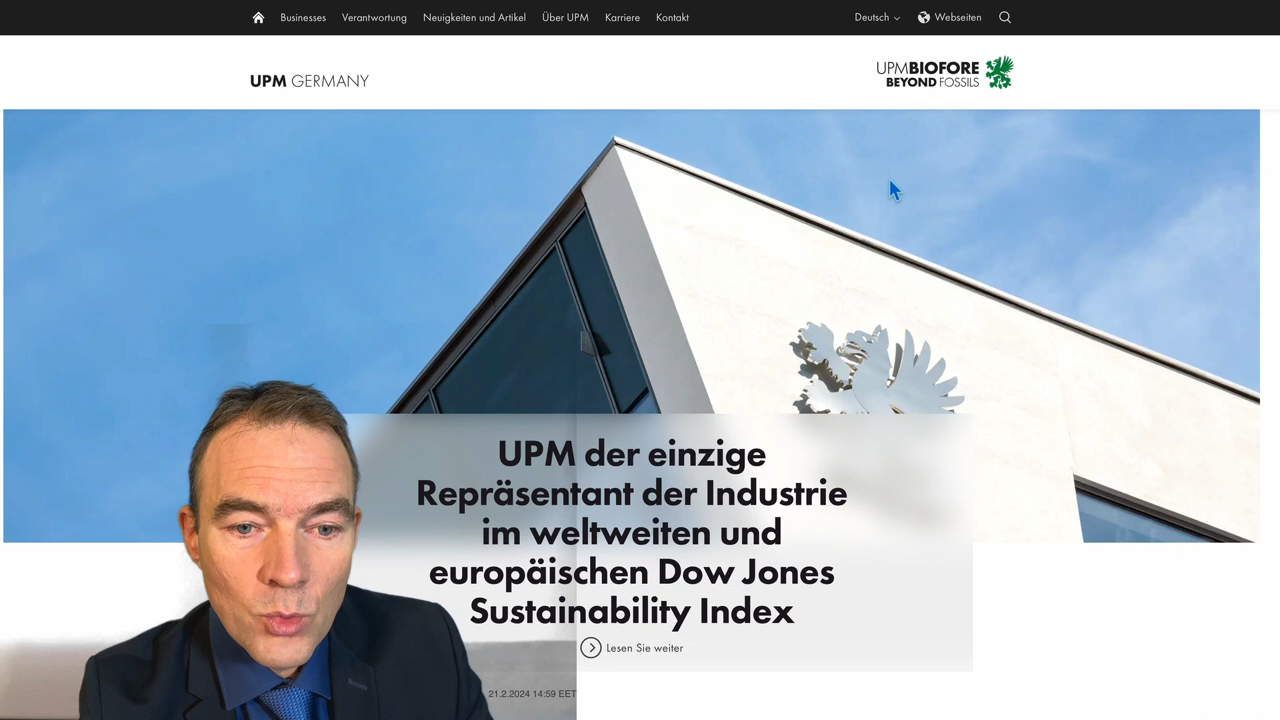 Businesses Verantwortung Neuigkeiten und Artikel Über UPM Karriere Kontakt Deutsch Webseiten
UPM GERMANY
UPMBIOFORE
BEYOND FOSSILS
UPM der einzige
Repräsentant der Industrie
im weltweiten und
europäischen Dow Jones
Sustainability Index
Lesen Sie weiter
21.2.2024 14:59 EET